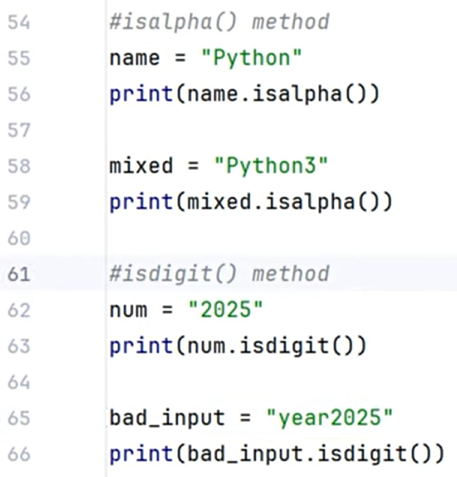 54 #isalpha() method
55 name = "Python"
56 print(name.isalpha())
57
58 mixed = "Python3"
59 print(mixed.isalpha())
60
61 #isdigit() method
62 num = "2025"
63 print(num.isdigit())
64
65 bad_input = "year2025"
66 print(bad_input.isdigit())